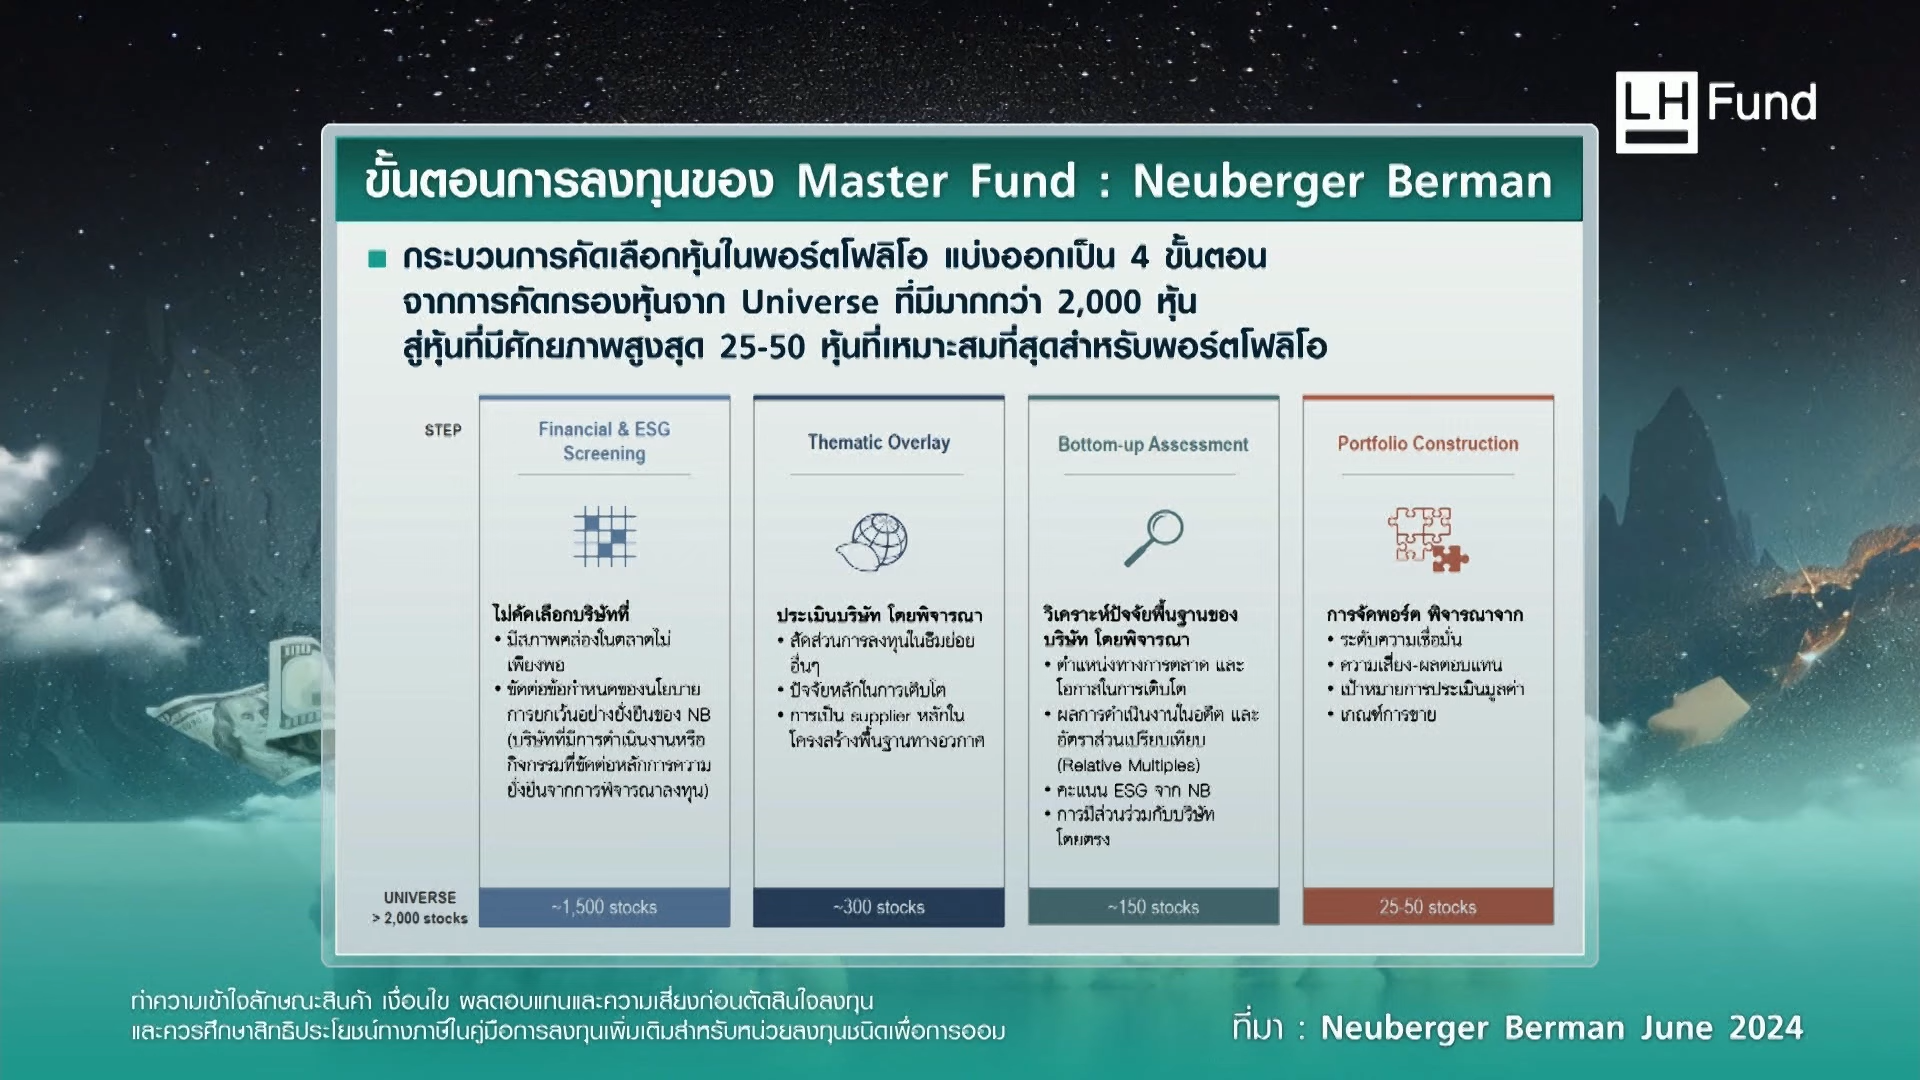 LH Fund
ขั้นตอนการลงทุนของ Master Fund : Neuberger Berman
กระบวนการคัดเลือกหุ้นในพอร์ตโฟลิโอ แบ่งออกเป็น 4 ขั้นตอน
จากการคัดกรองหุ้นจาก Universe ที่มีมากกว่า 2,000 หุ้น
สู่หุ้นที่มีศักยภาพสูงสุด 25-50 หุ้นที่เหมาะสมที่สุดสำหรับพอร์ตโฟลิโอ
STEP
Financial & ESG
Screening
ไม่คัดเลือกบริษัทที่
• มีสภาพคล่องในตลาดไม่
เพียงพอ
• ขัดต่อข้อกำหนดของนโยบาย
การยกเว้นอย่างยั่งยืนของ NB
(บริษัทที่มีการดำเนินงานหรือ
กิจกรรมที่ขัดต่อหลักการความ
ยั่งยืนจากการพิจารณาลงทุน)
Thematic Overlay
ประเมินบริษัท โดยพิจารณา
• สัดส่วนการลงทุนในธีมย่อย
อื่นๆ
• ปัจจัยหลักในการเติบโต
• การเป็น supplier หลักใน
โครงสร้างพื้นฐานทางอวกาศ
Bottom-up Assessment
วิเคราะห์ปัจจัยพื้นฐานของ
บริษัท โดยพิจารณา
• ตำแหน่งทางการตลาด และ
โอกาสในการเติบโต
• ผลการดำเนินงานในอดีต และ
อัตราส่วนเปรียบเทียบ
(Relative Multiples)
• คะแนน ESG จาก NB
• การมีส่วนร่วมกับบริษัท
โดยตรง
Portfolio Construction
การจัดพอร์ต พิจารณาจาก
• ระดับความเชื่อมั่น
• ความเสี่ยง-ผลตอบแทน
• เป้าหมายการประเมินมูลค่า
• เกณฑ์การขาย
UNIVERSE
> 2,000 stocks
~1,500 stocks
~300 stocks
~150 stocks
25-50 stocks
ทำความเข้าใจลักษณะสินค้า เงื่อนไข ผลตอบแทนและความเสี่ยงก่อนตัดสินใจลงทุน
และควรศึกษาสิทธิประโยชน์ทางภาษีในคู่มือการลงทุนเพิ่มเติมสำหรับหน่วยลงทุนชนิดเพื่อการออม
ที่มา : Neuberger Berman June 2024